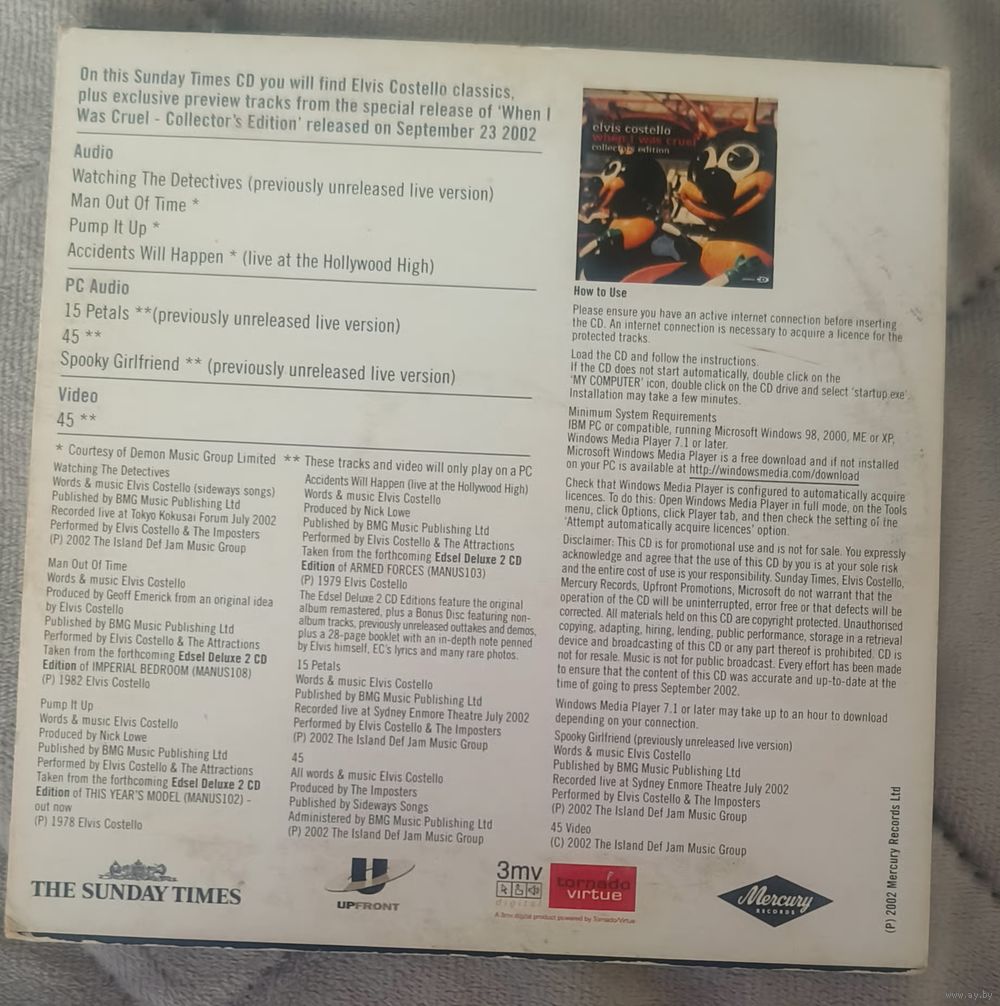 On this Sunday Times CD you will find Elvis Costello classics,
plus exclusive preview tracks from the special release of 'When I
Was Cruel - Collector's Edition' released on September 23 2002
Audio
Watching The Detectives (previously unreleased live version)
Man Out Of Time *
Pump It Up *
Accidents Will Happen * (live at the Hollywood High)
PC Audio
15 Petals **(previously unreleased live version)
45 **
Spooky Girlfriend ** (previously unreleased live version)
Video
45 **
* Courtesy of Demon Music Group Limited ** These tracks and video will only play on a PC
Watching The Detectives
Words & music Elvis Costello (sideways songs)
Published by BMG Music Publishing Ltd
Recorded live at Tokyo Kokusai Forum July 2002
Performed by Elvis Costello & The Imposters
(P) 2002 The Island Def Jam Music Group
Man Out Of Time
Words & music Elvis Costello
Produced by Geoff Emerick from an original idea
by Elvis Costello
Published by BMG Music Publishing Ltd
Performed by Elvis Costello & The Attractions
Taken from the forthcoming Edsel Deluxe 2 CD
Edition of IMPERIAL BEDROOM (MANUS108)
(P) 1982 Elvis Costello
Pump It Up
Words & music Elvis Costello
Produced by Nick Lowe
Published by BMG Music Publishing Ltd
Performed by Elvis Costello & The Attractions
Taken from the forthcoming Edsel Deluxe 2 CD
Edition of THIS YEAR'S MODEL (MANUS102) -
out now
(P) 1978 Elvis Costello
Accidents Will Happen (live at the Hollywood High)
Words & music Elvis Costello
Produced by Nick Lowe
Published by BMG Music Publishing Ltd
Performed by Elvis Costello & The Attractions
Taken from the forthcoming Edsel Deluxe 2 CD
Edition of ARMED FORCES (MANUS103)
(P) 1979 Elvis Costello
The Edsel Deluxe 2 CD Editions feature the original
album remastered, plus a Bonus Disc featuring non-
album tracks, previously unreleased outtakes and demos,
plus a 28-page booklet with an in-depth note penned
by Elvis himself, EC's lyrics and many rare photos.
15 Petals
Words & music Elvis Costello
Published by BMG Music Publishing Ltd
Recorded live at Sydney Enmore Theatre July 2002
Performed by Elvis Costello & The Imposters
(P) 2002 The Island Def Jam Music Group
45
All words & music Elvis Costello
Produced by The Imposters
Published by Sideways Songs
Administered by BMG Music Publishing Ltd
(P) 2002 The Island Def Jam Music Group
elvis costello
when i was cruel
collectors edition
How to Use
Please ensure you have an active internet connection before inserting
the CD. An internet connection is necessary to acquire a licence for the
protected tracks.
Load the CD and follow the instructions.
If the CD does not start automatically, double click on the
'MY COMPUTER' icon, double click on the CD drive and select 'startup.exe'.
Installation may take a few minutes.
Minimum System Requirements
IBM PC or compatible, running Microsoft Windows 98, 2000, ME or XP,
Windows Media Player 7.1 or later.
Microsoft Windows Media Player is a free download and if not installed
on your PC is available at http://windowsmedia.com/download
Check that Windows Media Player is configured to automatically acquire
licences. To do this: Open Windows Media Player in full mode, on the Tools
menu, click Options, click Player tab, and then check the setting of the
'Attempt automatically acquire licences' option.
Disclaimer: This CD is for promotional use and is not for sale. You expressly
acknowledge and agree that the use of this CD by you is at your sole risk
and the entire cost of use is your responsibility. Sunday Times, Elvis Costello,
Mercury Records, Upfront Promotions, Microsoft do not warrant that the
operation of the CD will be uninterrupted, error free or that defects will be
corrected. All materials held on this CD are copyright protected. Unauthorised
copying, adapting, hiring, lending, public performance, storage in a retrieval
device and broadcasting of this CD or any part thereof is prohibited. CD is
not for resale. Music is not for public broadcast. Every effort has been made
to ensure that the content of this CD was accurate and up-to-date at the
time of going to press September 2002.
Windows Media Player 7.1 or later may take up to an hour to download
depending on your connection.
Spooky Girlfriend (previously unreleased live version)
Words & music Elvis Costello
Published by BMG Music Publishing Ltd
Recorded live at Sydney Enmore Theatre July 2002
Performed by Elvis Costello & The Imposters
(P) 2002 The Island Def Jam Music Group
45 Video
(C) 2002 The Island Def Jam Music Group
(P) 2002 Mercury Records Ltd
THE SUNDAY TIMES
UPFRONT
3mv
digital
tornado
virtue
A 3mv digital product powered by Tornado/Virtue
Mercury
RECORDS
www.ay.by